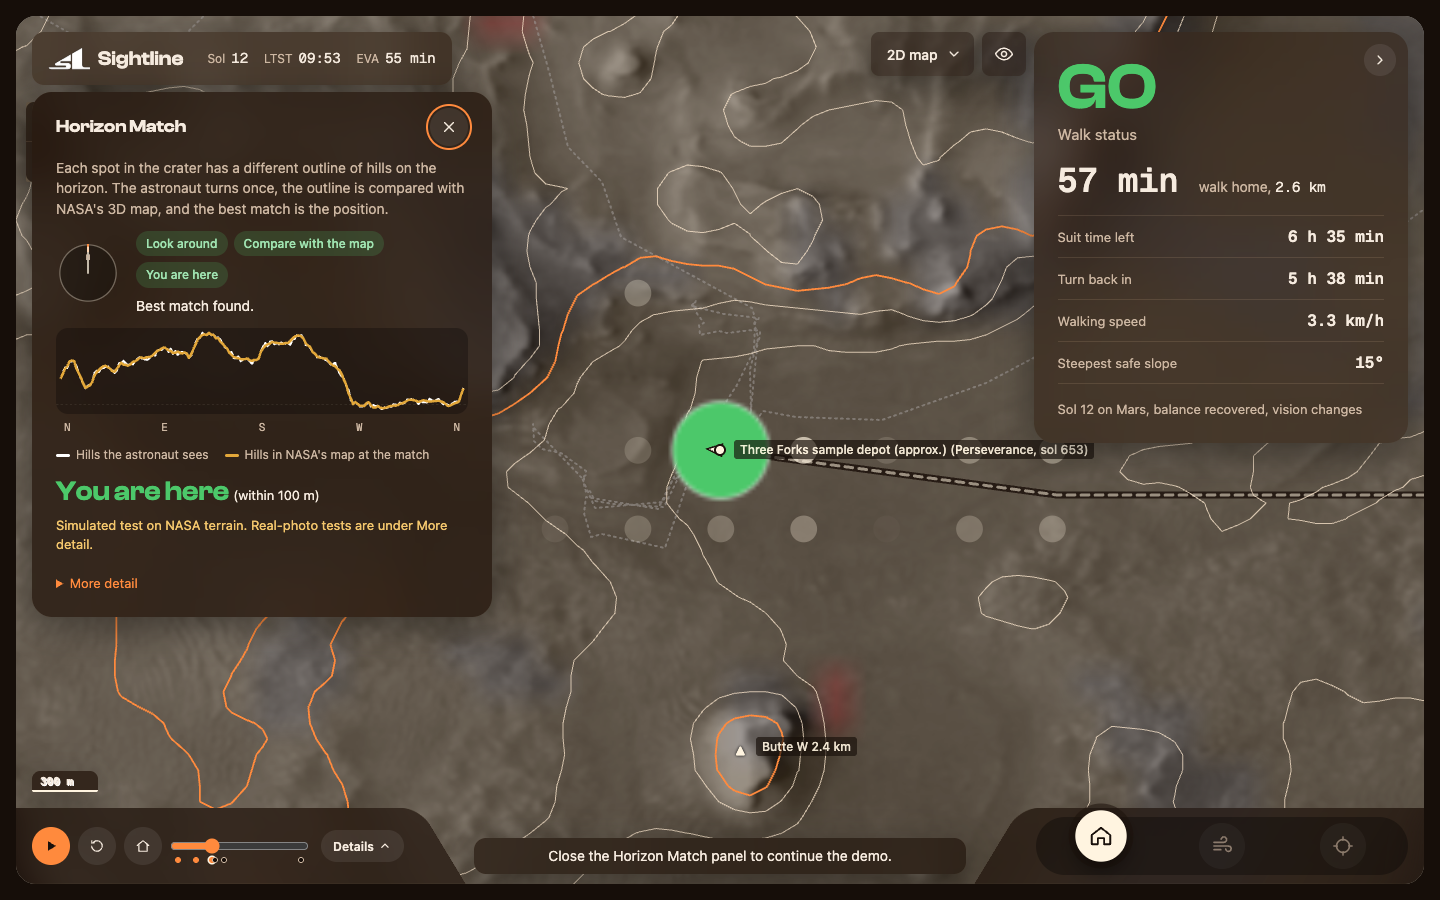 Sightline
Sol 12 LTST 09:53 EVA 55 min
2D map
Horizon Match
Each spot in the crater has a different outline of hills on the
horizon. The astronaut turns once, the outline is compared with
NASA's 3D map, and the best match is the position.
Look around
Compare with the map
You are here
Best match found.
N E S W N
Hills the astronaut sees
Hills in NASA's map at the match
You are here (within 100 m)
Simulated test on NASA terrain. Real-photo tests are under More
detail.
More detail
GO
Walk status
57 min walk home, 2.6 km
Suit time left 6 h 35 min
Turn back in 5 h 38 min
Walking speed 3.3 km/h
Steepest safe slope 15°
Sol 12 on Mars, balance recovered, vision changes
Three Forks sample depot (approx.) (Perseverance, sol 653)
Butte W 2.4 km
300 m
Details
Close the Horizon Match panel to continue the demo.